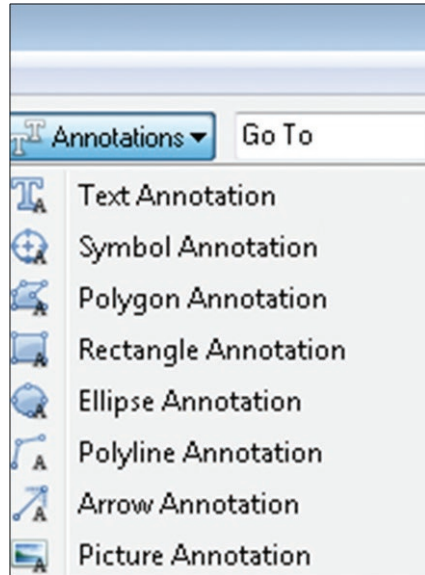 Annotations Go To
Text Annotation
Symbol Annotation
Polygon Annotation
Rectangle Annotation
Ellipse Annotation
Polyline Annotation
Arrow Annotation
Picture Annotation